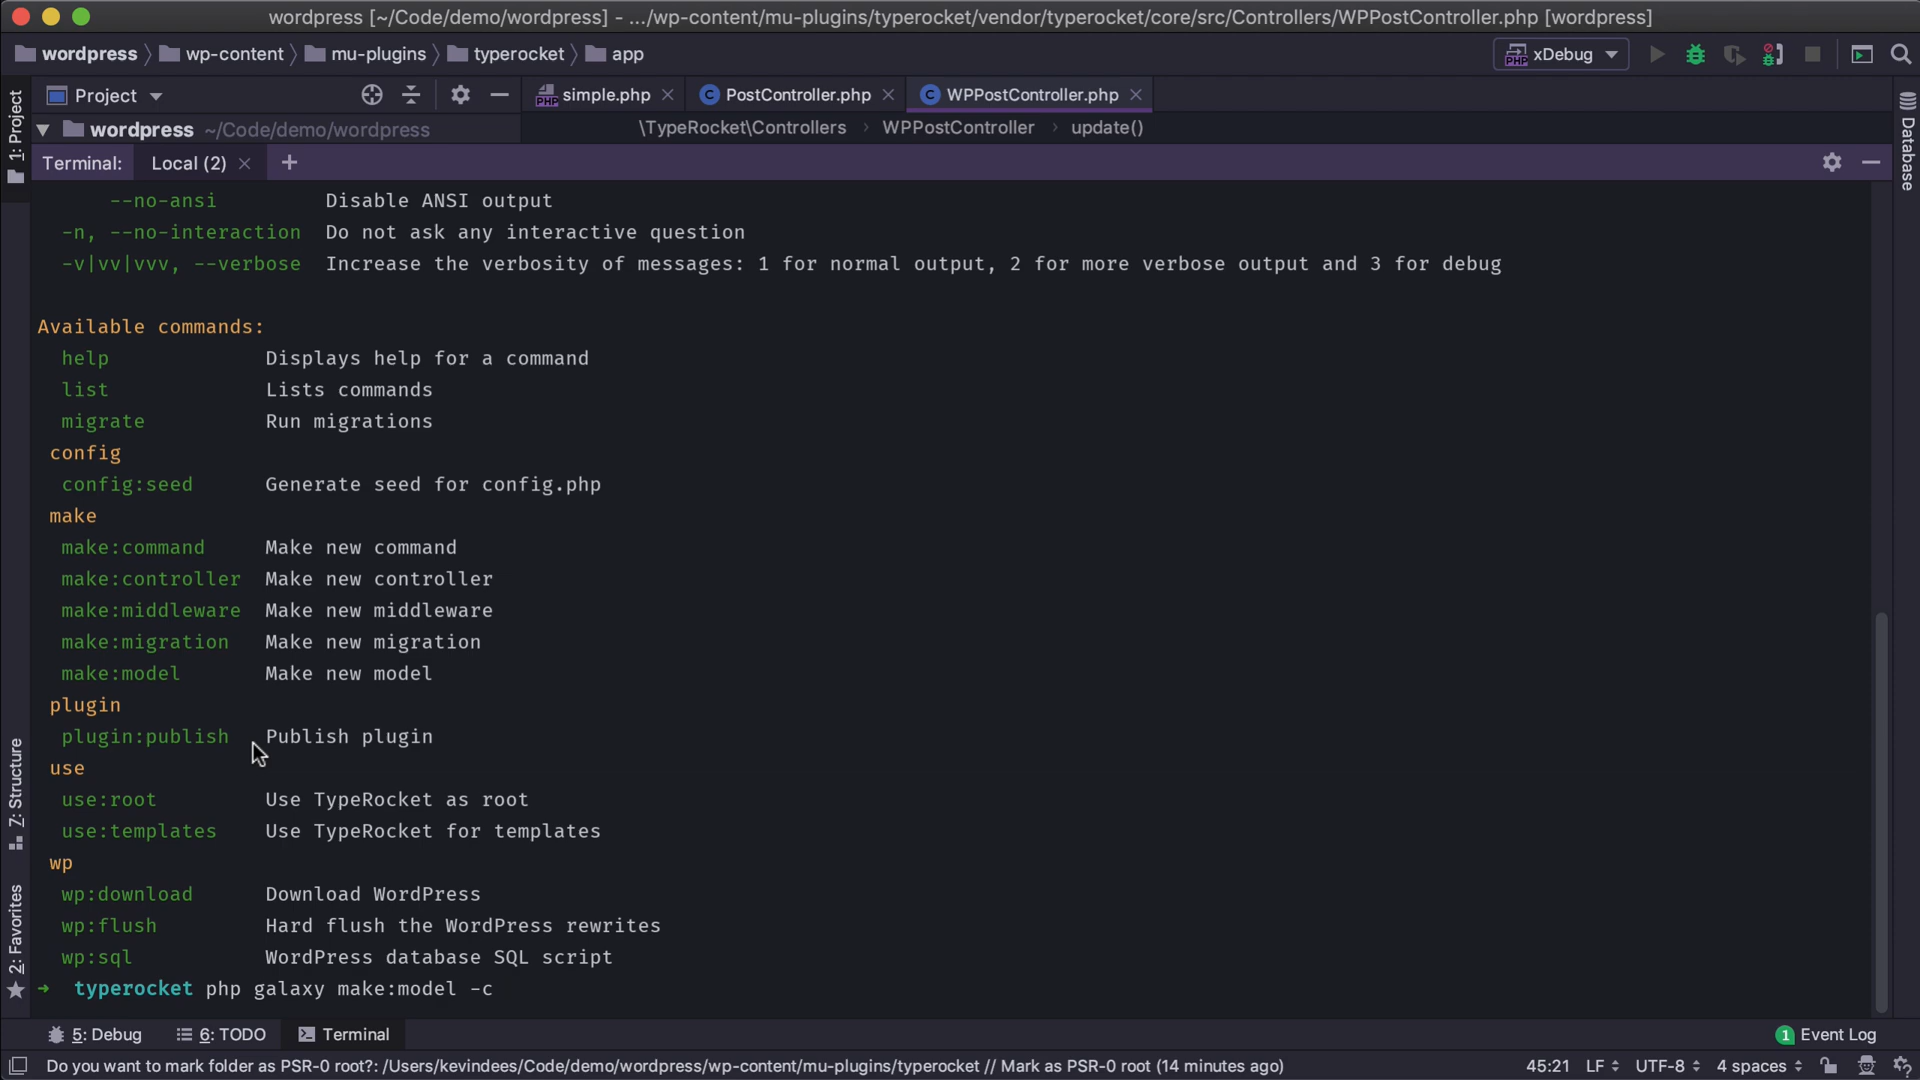 wordpress [~/Code/demo/wordpress] - .../wp-content/mu-plugins/typerocket/vendor/typerocket/core/src/Controllers/WPPostController.php [wordpress]
wordpress wp-content mu-plugins typerocket app
PHP xDebug
1: Project
Project
PHP simple.php C PostController.php C WPPostController.php
Database
wordpress ~/Code/demo/wordpress
\TypeRocket\Controllers WPPostController update()
Terminal: Local (2) +
--no-ansi Disable ANSI output
-n, --no-interaction Do not ask any interactive question
-v|vv|vvv, --verbose Increase the verbosity of messages: 1 for normal output, 2 for more verbose output and 3 for debug
Available commands:
help Displays help for a command
list Lists commands
migrate Run migrations
config
config:seed Generate seed for config.php
make
make:command Make new command
make:controller Make new controller
make:middleware Make new middleware
make:migration Make new migration
make:model Make new model
plugin
plugin:publish Publish plugin
use
use:root Use TypeRocket as root
use:templates Use TypeRocket for templates
wp
wp:download Download WordPress
wp:flush Hard flush the WordPress rewrites
wp:sql WordPress database SQL script
→ typerocket php galaxy make:model -c
Z: Structure
2: Favorites
5: Debug 6: TODO Terminal 1 Event Log
Do you want to mark folder as PSR-0 root?: /Users/kevindees/Code/demo/wordpress/wp-content/mu-plugins/typerocket // Mark as PSR-0 root (14 minutes ago) 45:21 LF UTF-8 4 spaces